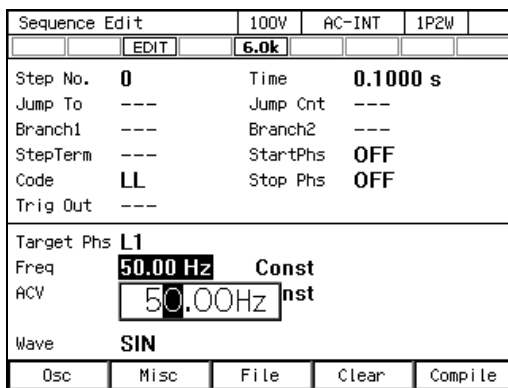 Sequence Edit 100V AC-INT 1P2W
EDIT 6.0k
Step No. 0 Time 0.1000 s
Jump To --- Jump Cnt ---
Branch1 --- Branch2 ---
StepTerm --- StartPhs OFF
Code LL Stop Phs OFF
Trig Out ---
Target Phs L1
Freq 50.00 Hz Const
ACV 50.00Hz nst
Wave SIN
Osc Misc File Clear Compile